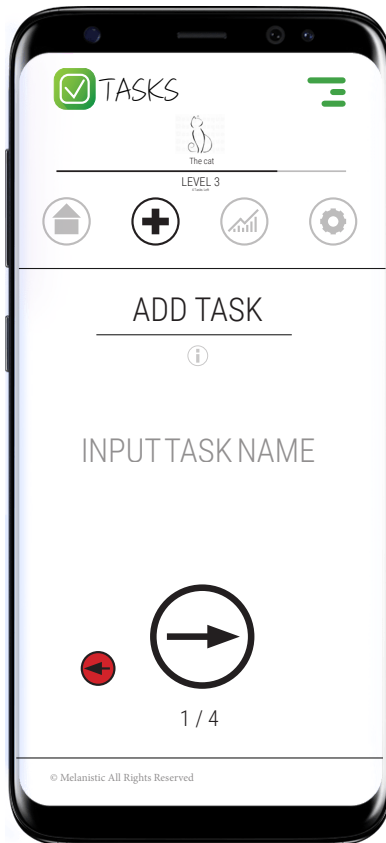 TASKS
The cat
LEVEL 3
ADD TASK
i
INPUT TASK NAME
1 / 4
© Melanistic All Rights Reserved